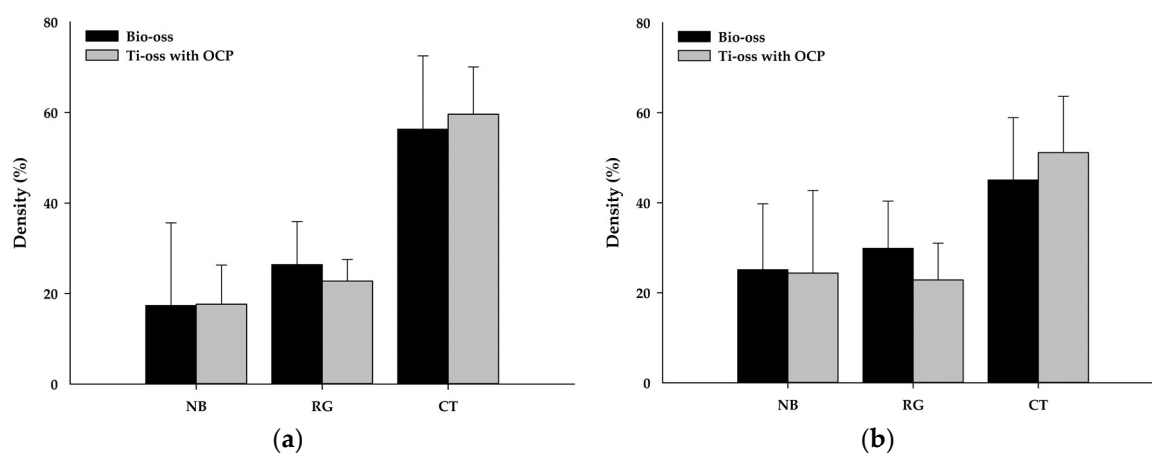 80
60
40
20
0
Density (%)
Bio-oss
Ti-oss with OCP
NB RG CT
(a)
80
60
40
20
0
Density (%)
Bio-oss
Ti-oss with OCP
NB RG CT
(b)